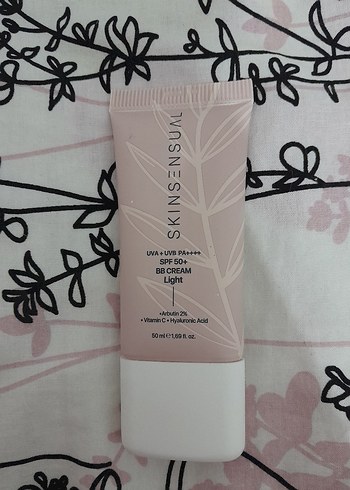 SKINSENSUAL
UVA + UVB PA++++
SPF 50+
BB CREAM
Light
+Arbutin 2%
+Vitamin C + Hyaluronic Acid
50 ml ℮ 1.69 fl. oz.